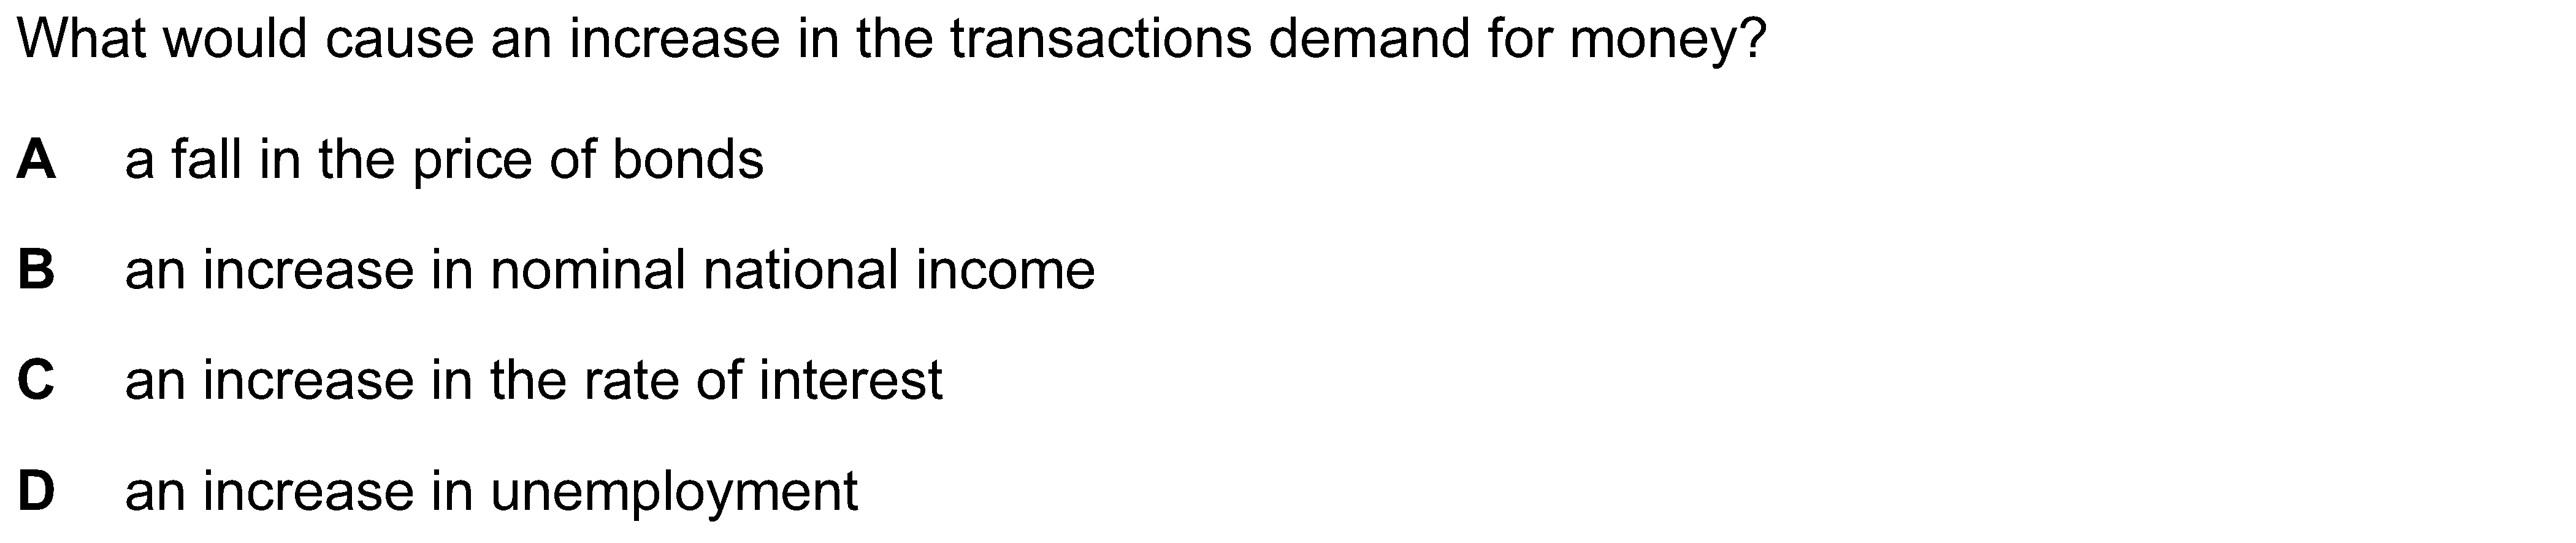 What would cause an increase in the transactions demand for money?
A a fall in the price of bonds
B an increase in nominal national income
C an increase in the rate of interest
D an increase in unemployment